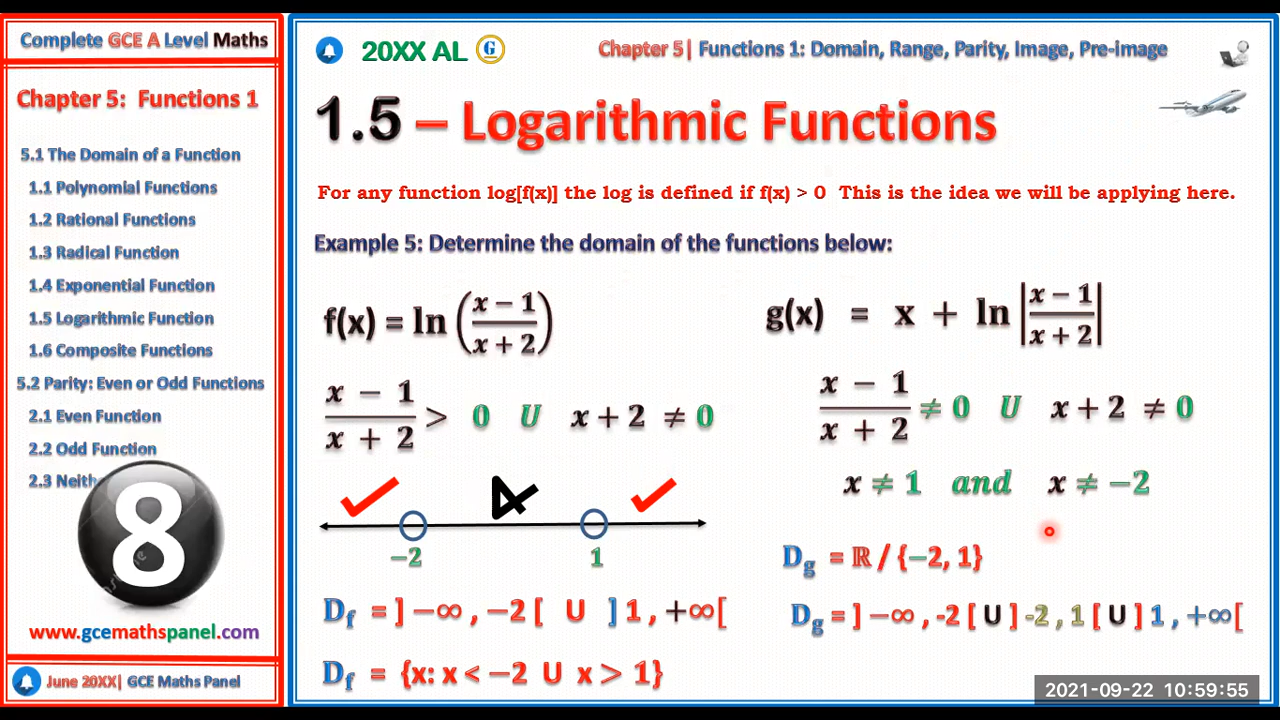 Complete GCE A Level Maths
Chapter 5: Functions 1
5.1 The Domain of a Function
1.1 Polynomial Functions
1.2 Rational Functions
1.3 Radical Function
1.4 Exponential Function
1.5 Logarithmic Function
1.6 Composite Functions
5.2 Parity: Even or Odd Functions
2.1 Even Function
2.2 Odd Function
2.3 Neith
8
www.gcemathspanel.com
June 20XX| GCE Maths Panel
20XX AL G
Chapter 5| Functions 1: Domain, Range, Parity, Image, Pre-image
1.5 – Logarithmic Functions
For any function log[f(x)] the log is defined if f(x) > 0 This is the idea we will be applying here.
Example 5: Determine the domain of the functions below:
f(x) = ln ((x − 1)/(x + 2))
(x − 1)/(x + 2) > 0 U x + 2 ≠ 0
−2 1
D_f = ] −∞ , −2 [ U ] 1 , +∞ [
D_f = {x: x < −2 U x > 1}
g(x) = x + ln |(x − 1)/(x + 2)|
(x − 1)/(x + 2) ≠ 0 U x + 2 ≠ 0
x ≠ 1 and x ≠ −2
D_g = ℝ / {−2, 1}
D_g = ] −∞ , -2 [ U ] -2 , 1 [ U ] 1 , +∞ [
2021-09-22 10:59:55